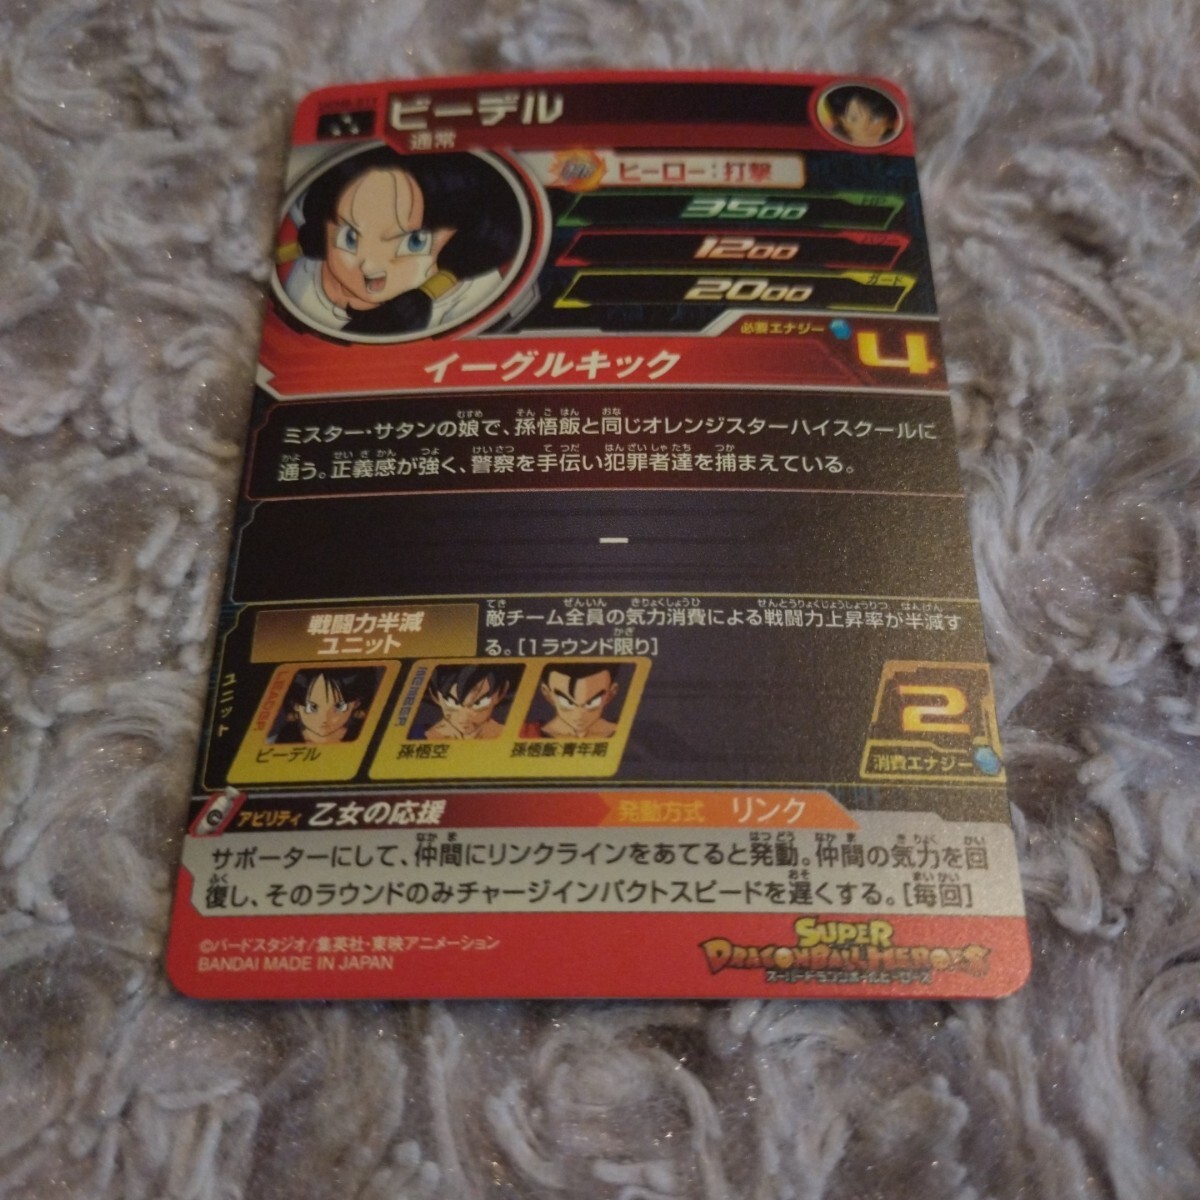 ビーデル
通常
ヒーロー:打撃
3500
1200
ガード
2000
必要エナジー
4
イーグルキック
ミスター・サタンの娘で、孫悟飯と同じオレンジスターハイスクールに
通う。正義感が強く、警察を手伝い犯罪者達を捕まえている。
ー
戦闘力半減
ユニット
敵チーム全員の気力消費による戦闘力上昇率が半減す
る。[1ラウンド限り]
ユニット
LEADER
ビーデル
MEMBER
孫悟空
孫悟飯:青年期
2
消費エナジー
アビリティ 乙女の応援
発動方式 リンク
サポーターにして、仲間にリンクラインをあてると発動。仲間の気力を回
復し、そのラウンドのみチャージインパクトスピードを遅くする。[毎回]
©バードスタジオ/集英社・東映アニメーション
BANDAI MADE IN JAPAN
SUPER
DRAGONBALL HEROES
スーパードラゴンボールヒーローズ